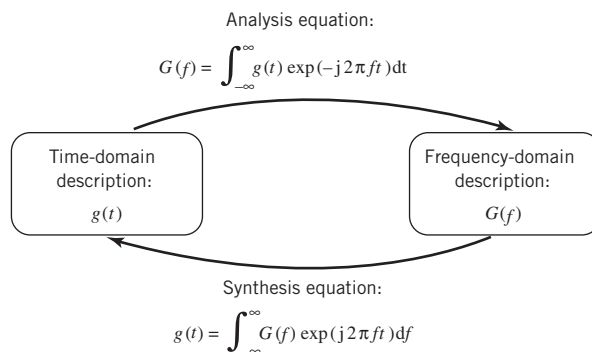 Analysis equation:
G(f) = ∫_{-∞}^{∞} g(t) exp(-j2πft)dt
Time-domain
description:
g(t)
Frequency-domain
description:
G(f)
Synthesis equation:
g(t) = ∫_{-∞}^{∞} G(f) exp(j2πft)df